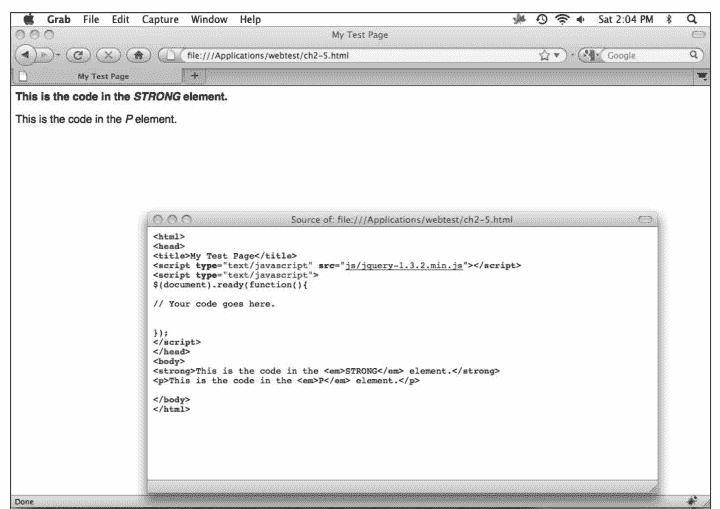 Grab File Edit Capture Window Help Sat 2:04 PM
My Test Page
file:///Applications/webtest/ch2-5.html Google
My Test Page +
This is the code in the STRONG element.
This is the code in the P element.
Source of: file:///Applications/webtest/ch2-5.html
<html>
<head>
<title>My Test Page</title>
<script type="text/javascript" src="js/jquery-1.3.2.min.js"></script>
<script type="text/javascript">
$(document).ready(function(){
// Your code goes here.
});
</script>
</head>
<body>
<strong>This is the code in the <em>STRONG</em> element.</strong>
<p>This is the code in the <em>P</em> element.</p>
</body>
</html>
Done